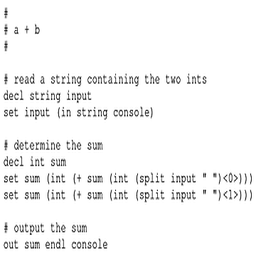 #
# a + b
#
# read a string containing the two ints
decl string input
set input (in string console)
# determine the sum
decl int sum
set sum (int (+ sum (int (split input " ")<0>)))
set sum (int (+ sum (int (split input " ")<1>)))
# output the sum
out sum endl console